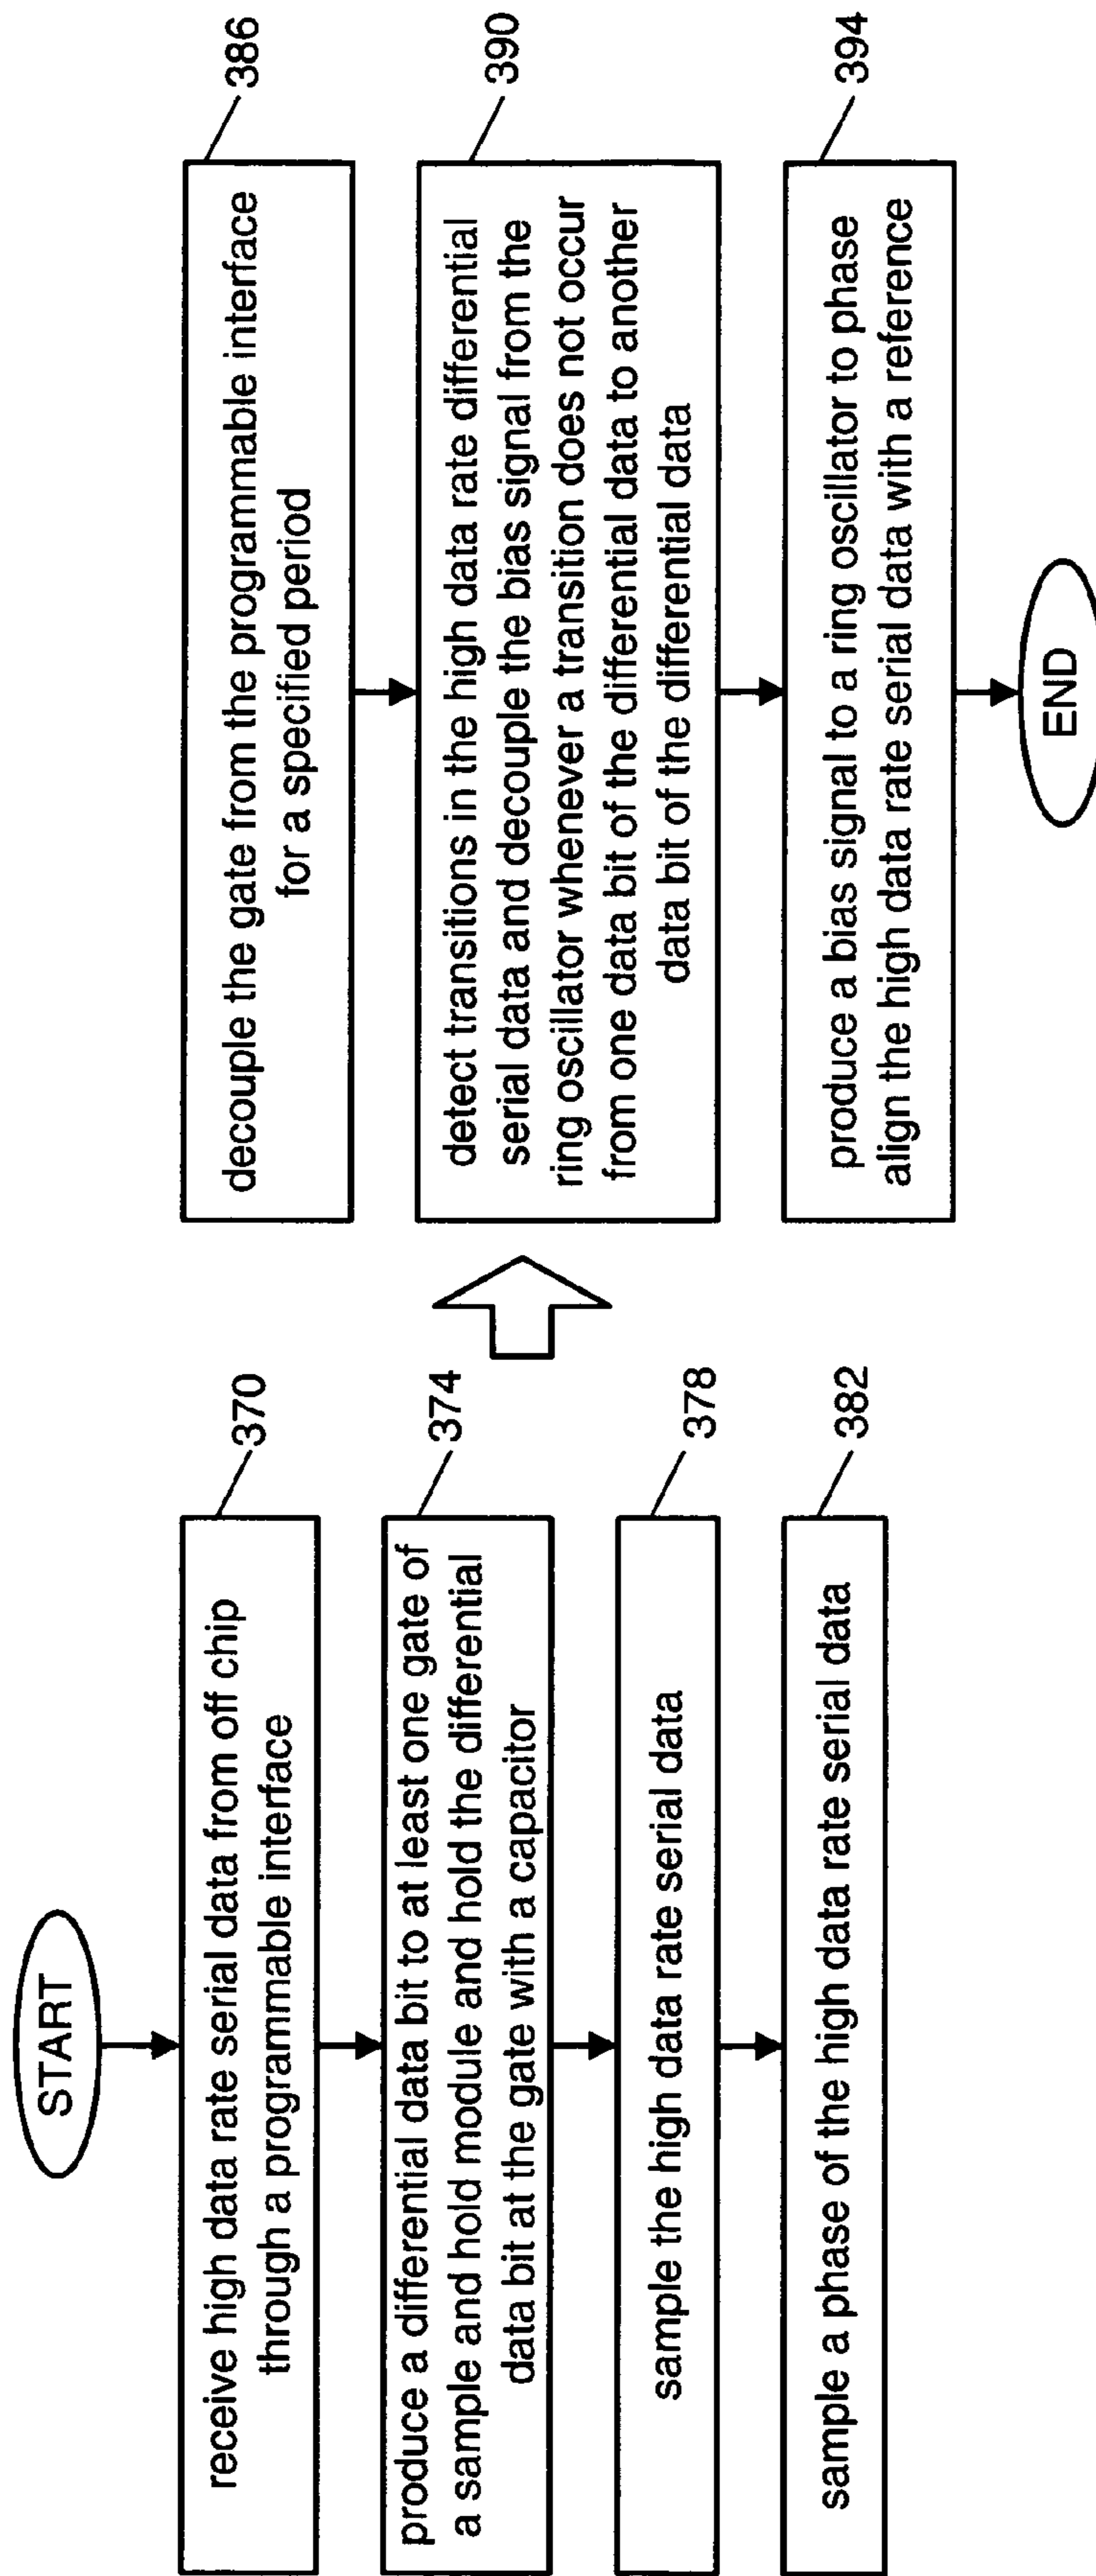 START
receive high data rate serial data from off chip
through a programmable interface
370
produce a differential data bit to at least one gate of
a sample and hold module and hold the differential
data bit at the gate with a capacitor
374
sample the high data rate serial data
378
sample a phase of the high data rate serial data
382
decouple the gate from the programmable interface
for a specified period
386
detect transitions in the high data rate differential
serial data and decouple the bias signal from the
ring oscillator whenever a transition does not occur
from one data bit of the differential data to another
data bit of the differential data
390
produce a bias signal to a ring oscillator to phase
align the high data rate serial data with a reference
394
END